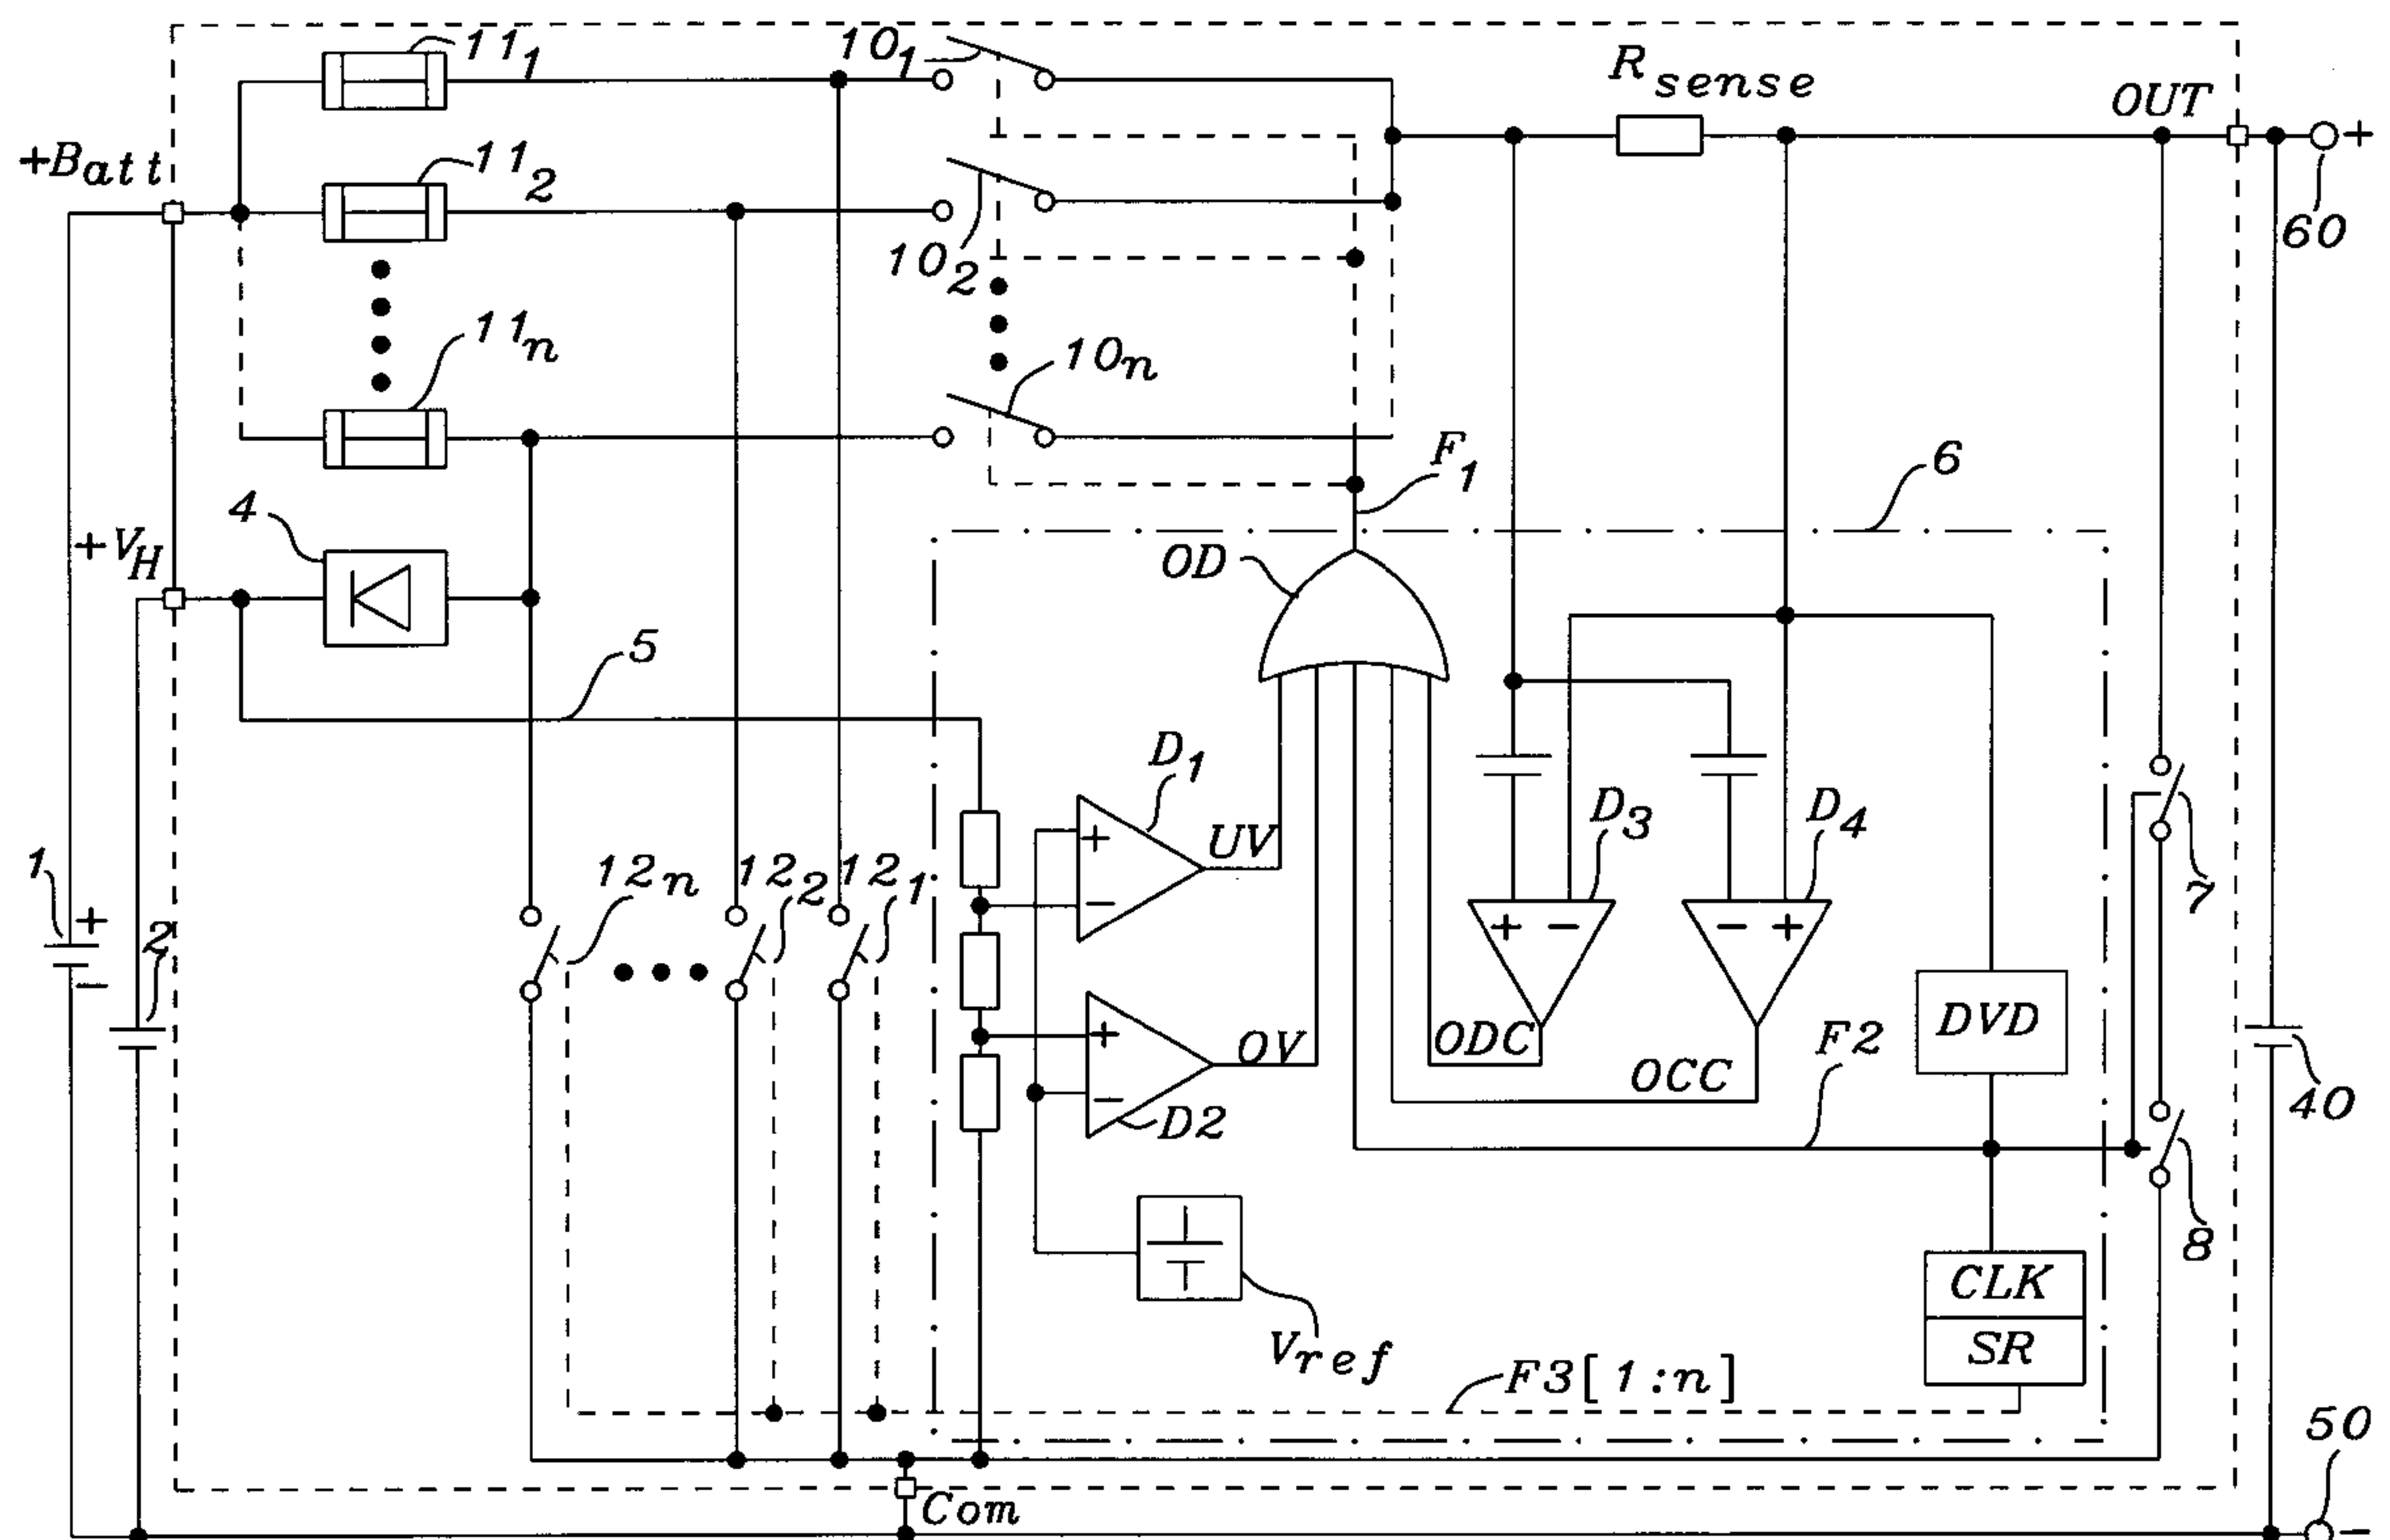 11₁
10₁
R sense
OUT
+
+Batt
11₂
60
10₂
11n
10n
F₁
6
4
+V_H
OD
5
D₁
UV
D₃
D₄
7
1
+
−
2
12n
12₂
12₁
+
−
+
−
−
+
DVD
ODC
OV
OCC
F2
40
+
−
D2
8
CLK
SR
Vref
F3[1:n]
50
Com
−